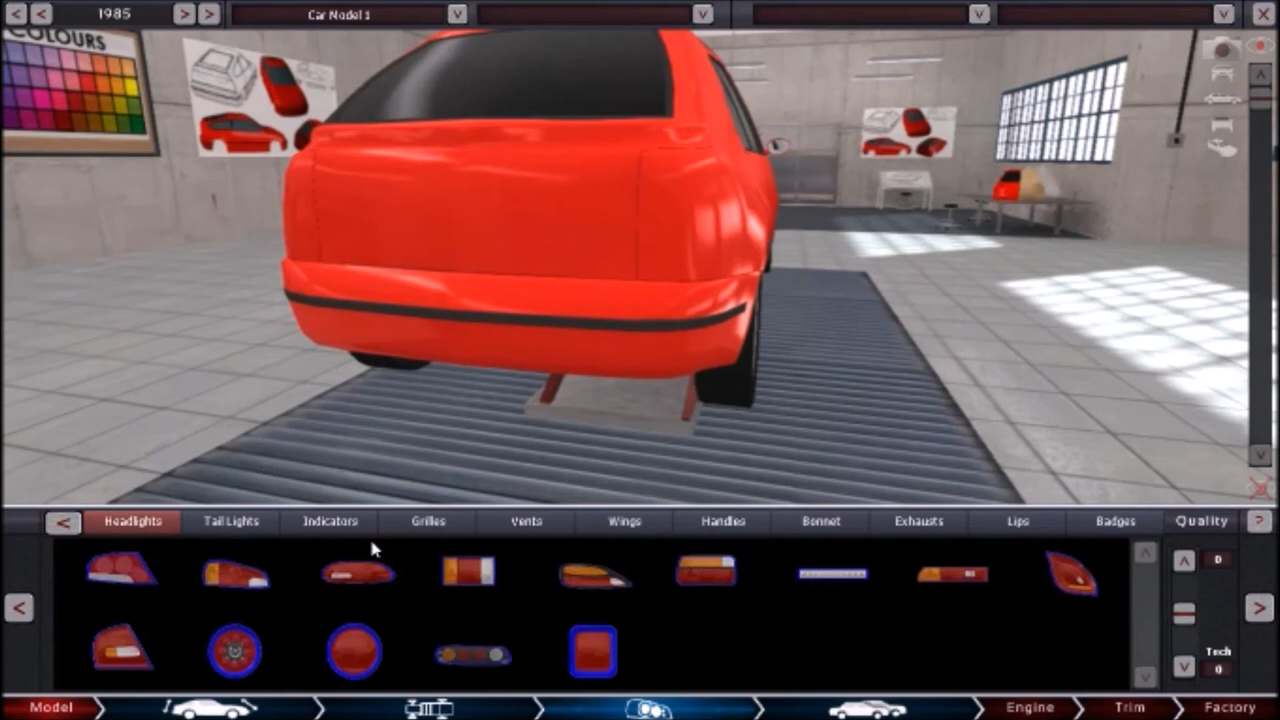 < < 1985 > > Car Model 1 v v v v X
COLOURS
< Headlights Tail Lights Indicators Grilles Vents Wings Handles Bonnet Exhausts Lips Badges Quality ?
0
< >
Tech
0
Model Engine Trim Factory